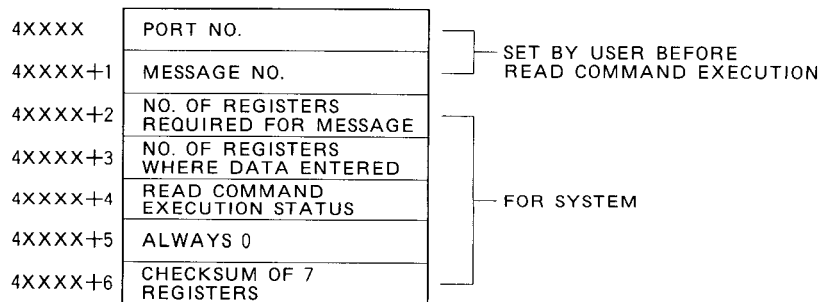 4XXXX PORT NO.
4XXXX+1 MESSAGE NO.
SET BY USER BEFORE
READ COMMAND EXECUTION
4XXXX+2 NO. OF REGISTERS
REQUIRED FOR MESSAGE
4XXXX+3 NO. OF REGISTERS
WHERE DATA ENTERED
4XXXX+4 READ COMMAND
EXECUTION STATUS
FOR SYSTEM
4XXXX+5 ALWAYS 0
4XXXX+6 CHECKSUM OF 7
REGISTERS